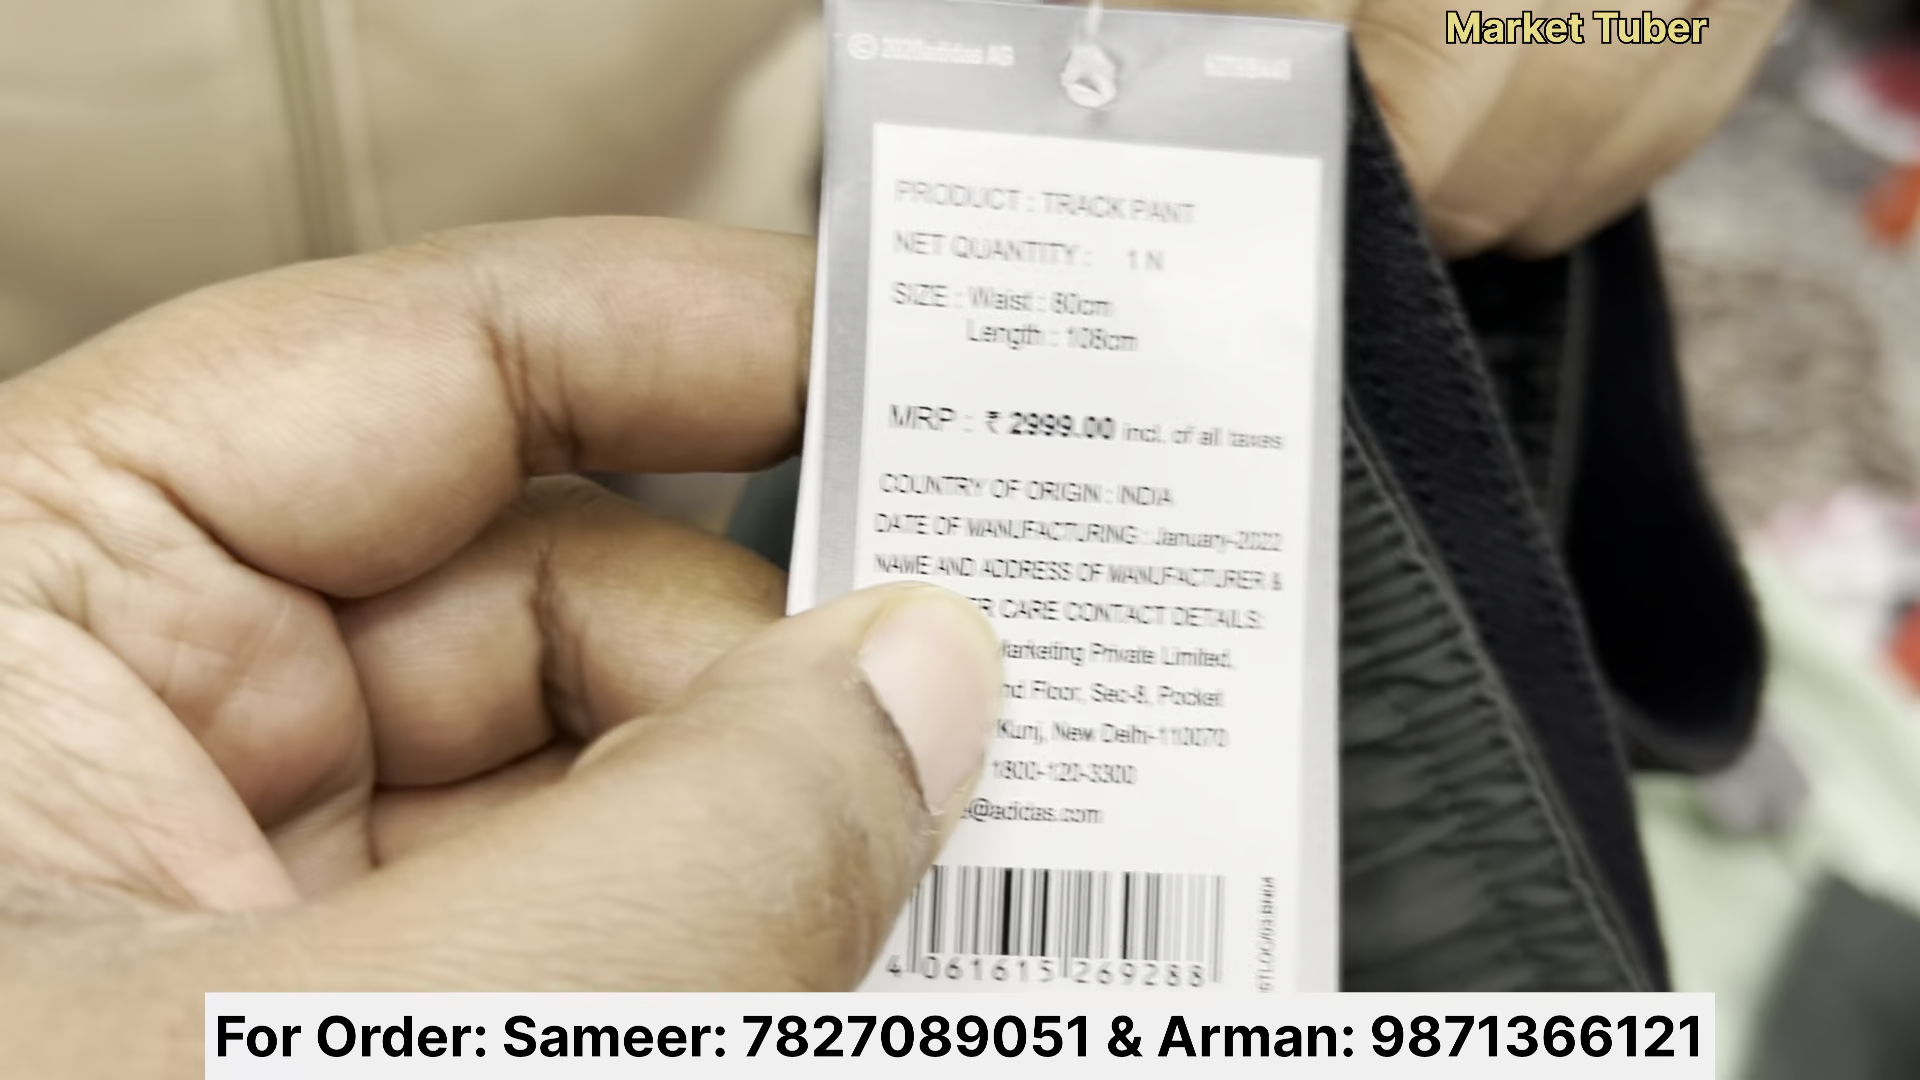 Market Tuber
© 2020 adidas AG
PRODUCT : TRACK PANT
NET QUANTITY : 1 N
SIZE : Waist : 80cm
Length : 108cm
MRP : ₹ 2999.00 incl. of all taxes
COUNTRY OF ORIGIN : INDIA
DATE OF MANUFACTURING : January-2022
NAME AND ADDRESS OF MANUFACTURER &
CARE CONTACT DETAILS:
Marketing Private Limited,
Floor, Sec-8, Pocket
Kunj, New Delhi-110070
1800-120-3300
@adidas.com
4 061615 269288
For Order: Sameer: 7827089051 & Arman: 9871366121